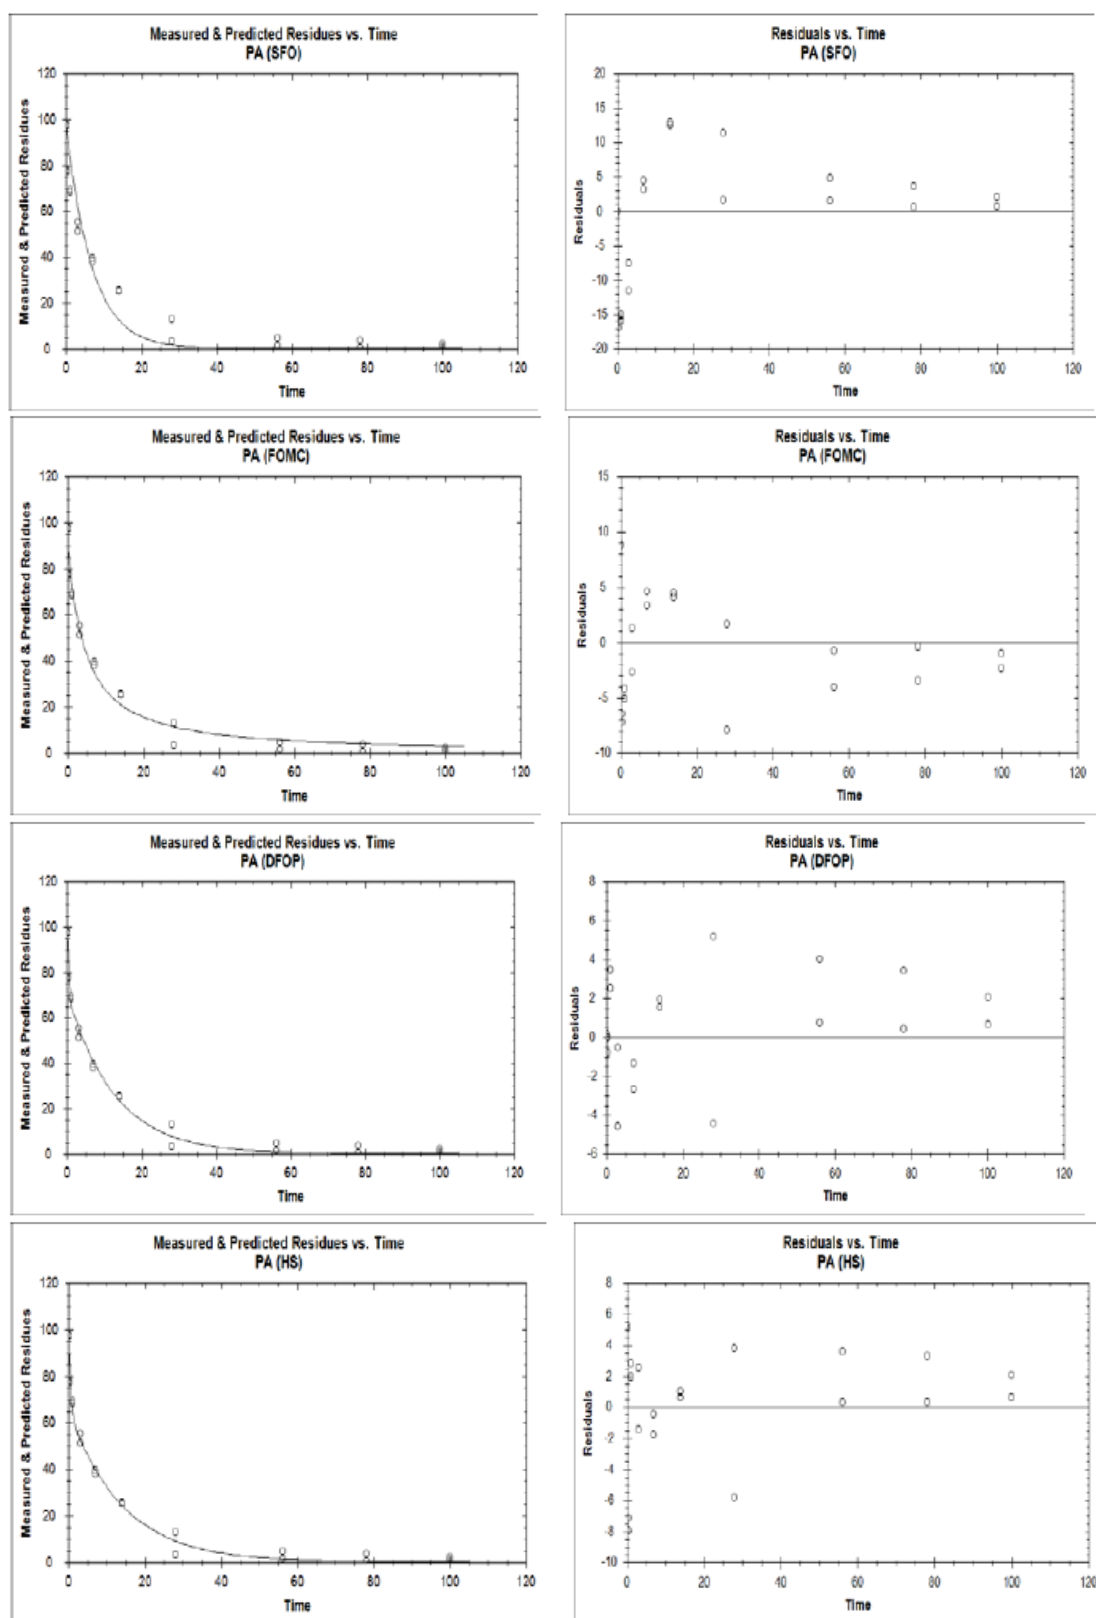 Measured & Predicted Residues vs. Time
PA (SFO)
Measured & Predicted Residues
120
100
80
60
40
20
0
0 20 40 60 80 100 120
Time
Residuals vs. Time
PA (SFO)
Residuals
20
15
10
5
0
-5
-10
-15
-20
0 20 40 60 80 100 120
Time
Measured & Predicted Residues vs. Time
PA (FOMC)
Measured & Predicted Residues
120
100
80
60
40
20
0
0 20 40 60 80 100 120
Time
Residuals vs. Time
PA (FOMC)
Residuals
15
10
5
0
-5
-10
0 20 40 60 80 100 120
Time
Measured & Predicted Residues vs. Time
PA (DFOP)
Measured & Predicted Residues
120
100
80
60
40
20
0
0 20 40 60 80 100 120
Time
Residuals vs. Time
PA (DFOP)
Residuals
8
6
4
2
0
-2
-4
-6
0 20 40 60 80 100 120
Time
Measured & Predicted Residues vs. Time
PA (HS)
Measured & Predicted Residues
120
100
80
60
40
20
0
0 20 40 60 80 100 120
Time
Residuals vs. Time
PA (HS)
Residuals
8
6
4
2
0
-2
-4
-6
-8
-10
0 20 40 60 80 100 120
Time